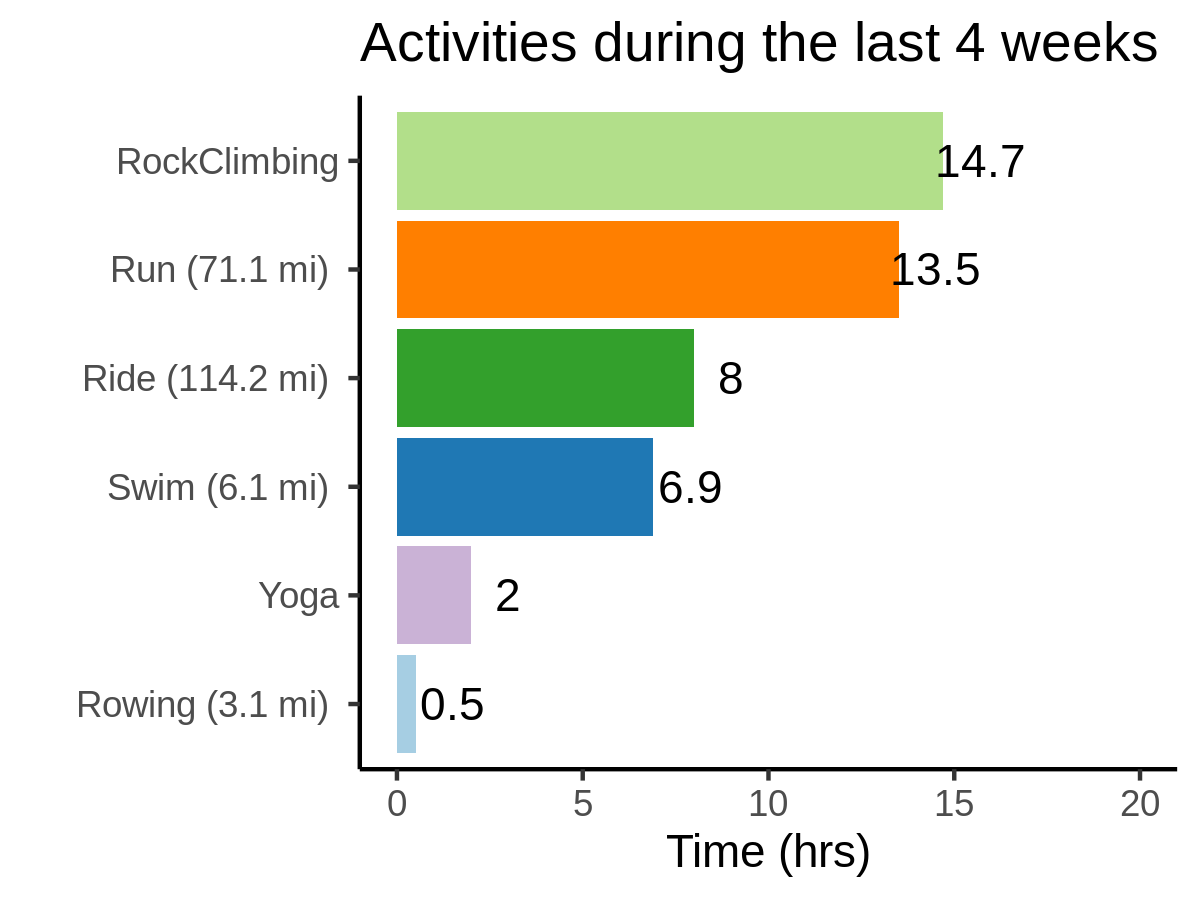 Activities during the last 4 weeks
RockClimbing 14.7
Run (71.1 mi) 13.5
Ride (114.2 mi) 8
Swim (6.1 mi) 6.9
Yoga 2
Rowing (3.1 mi) 0.5
0 5 10 15 20
Time (hrs)